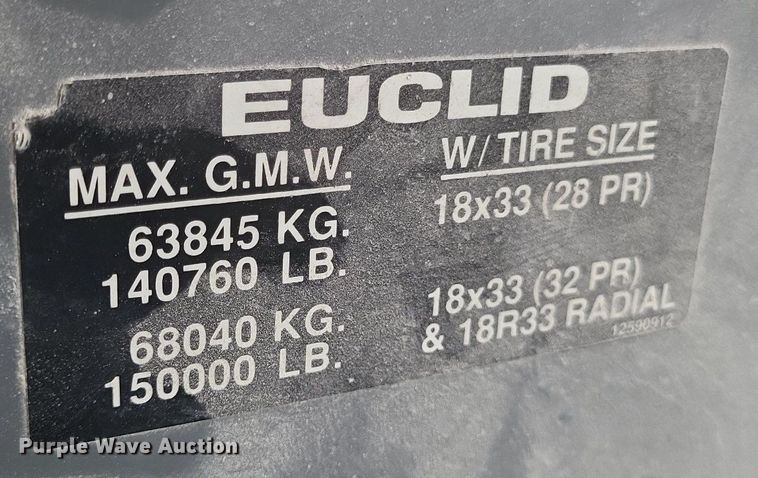 EUCLID
MAX. G.M.W. W/TIRE SIZE
63845 KG. 18x33 (28 PR)
140760 LB.
68040 KG. 18x33 (32 PR)
150000 LB. & 18R33 RADIAL
12590912
Purple Wave Auction